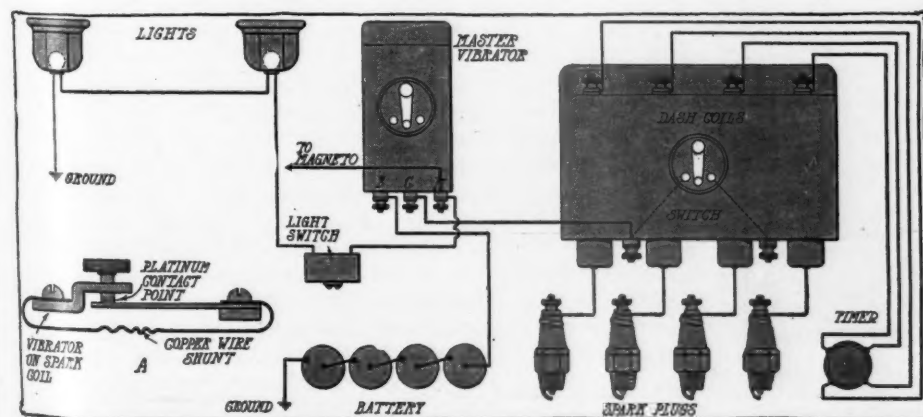 LIGHTS
MASTER
VIBRATOR
DASH COILS
TO
MAGNETO
GROUND
B C
SWITCH
LIGHT
SWITCH
PLATINUM
CONTACT
POINT
TIMER
VIBRATOR
ON SPARK
COIL
A
COPPER WIRE
SHUNT
GROUND
BATTERY
SPARK PLUGS